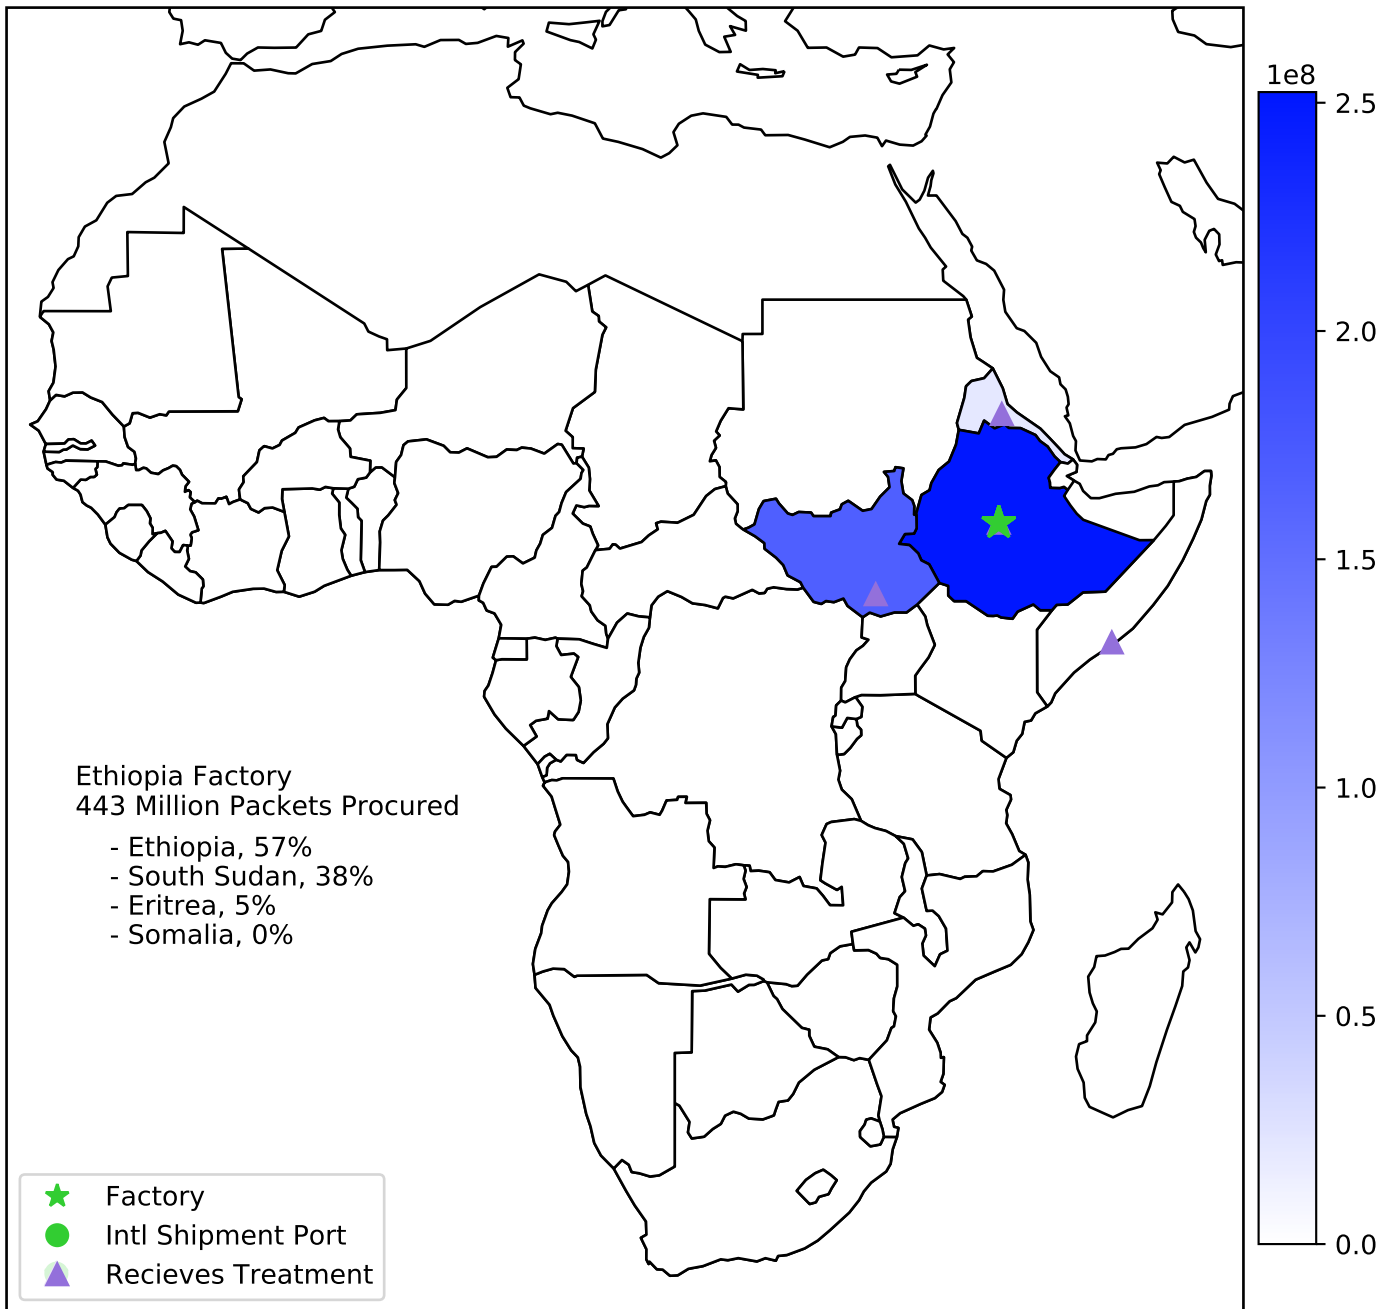 1e8
2.5
2.0
1.5
1.0
0.5
0.0
Ethiopia Factory
443 Million Packets Procured
- Ethiopia, 57%
- South Sudan, 38%
- Eritrea, 5%
- Somalia, 0%
Factory
Intl Shipment Port
Recieves Treatment